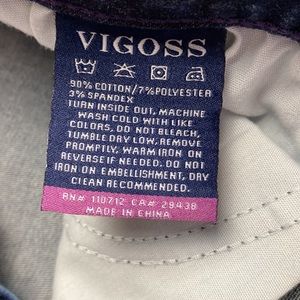 VIGOSS
90% COTTON/7% POLYESTER
3% SPANDEX
TURN INSIDE OUT, MACHINE
WASH COLD WITH LIKE
COLORS, DO NOT BLEACH,
TUMBLE DRY LOW, REMOVE
PROMPTLY, WARM IRON ON
REVERSE IF NEEDED. DO NOT
IRON ON EMBELLISHMENT, DRY
CLEAN RECOMMENDED.
RN# 110712 CA# 29438
MADE IN CHINA